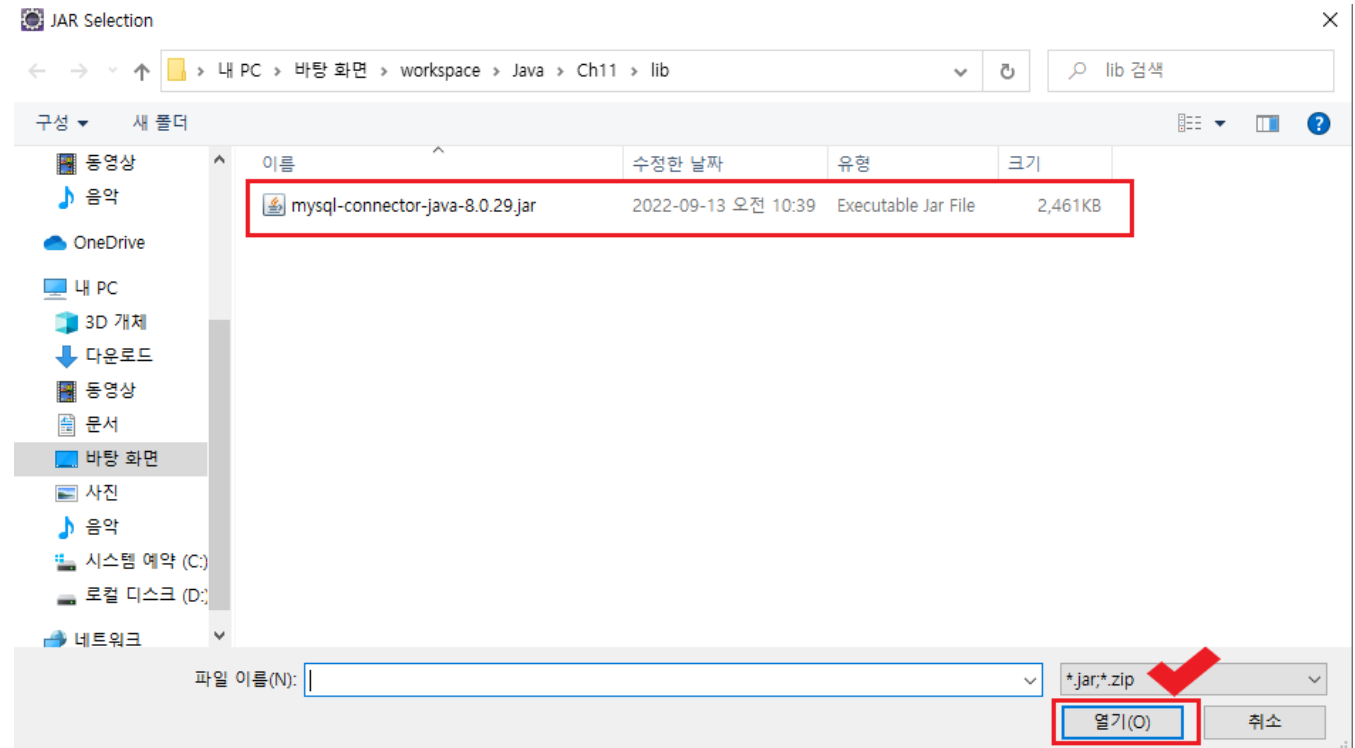 JAR Selection
내 PC > 바탕 화면 > workspace > Java > Ch11 > lib
lib 검색
구성
새 폴더
이름 수정한 날짜 유형 크기
mysql-connector-java-8.0.29.jar 2022-09-13 오전 10:39 Executable Jar File 2,461KB
동영상
음악
OneDrive
내 PC
3D 개체
다운로드
동영상
문서
바탕 화면
사진
음악
시스템 예약 (C:)
로컬 디스크 (D:)
네트워크
파일 이름(N):
*.jar;*.zip
열기(O) 취소